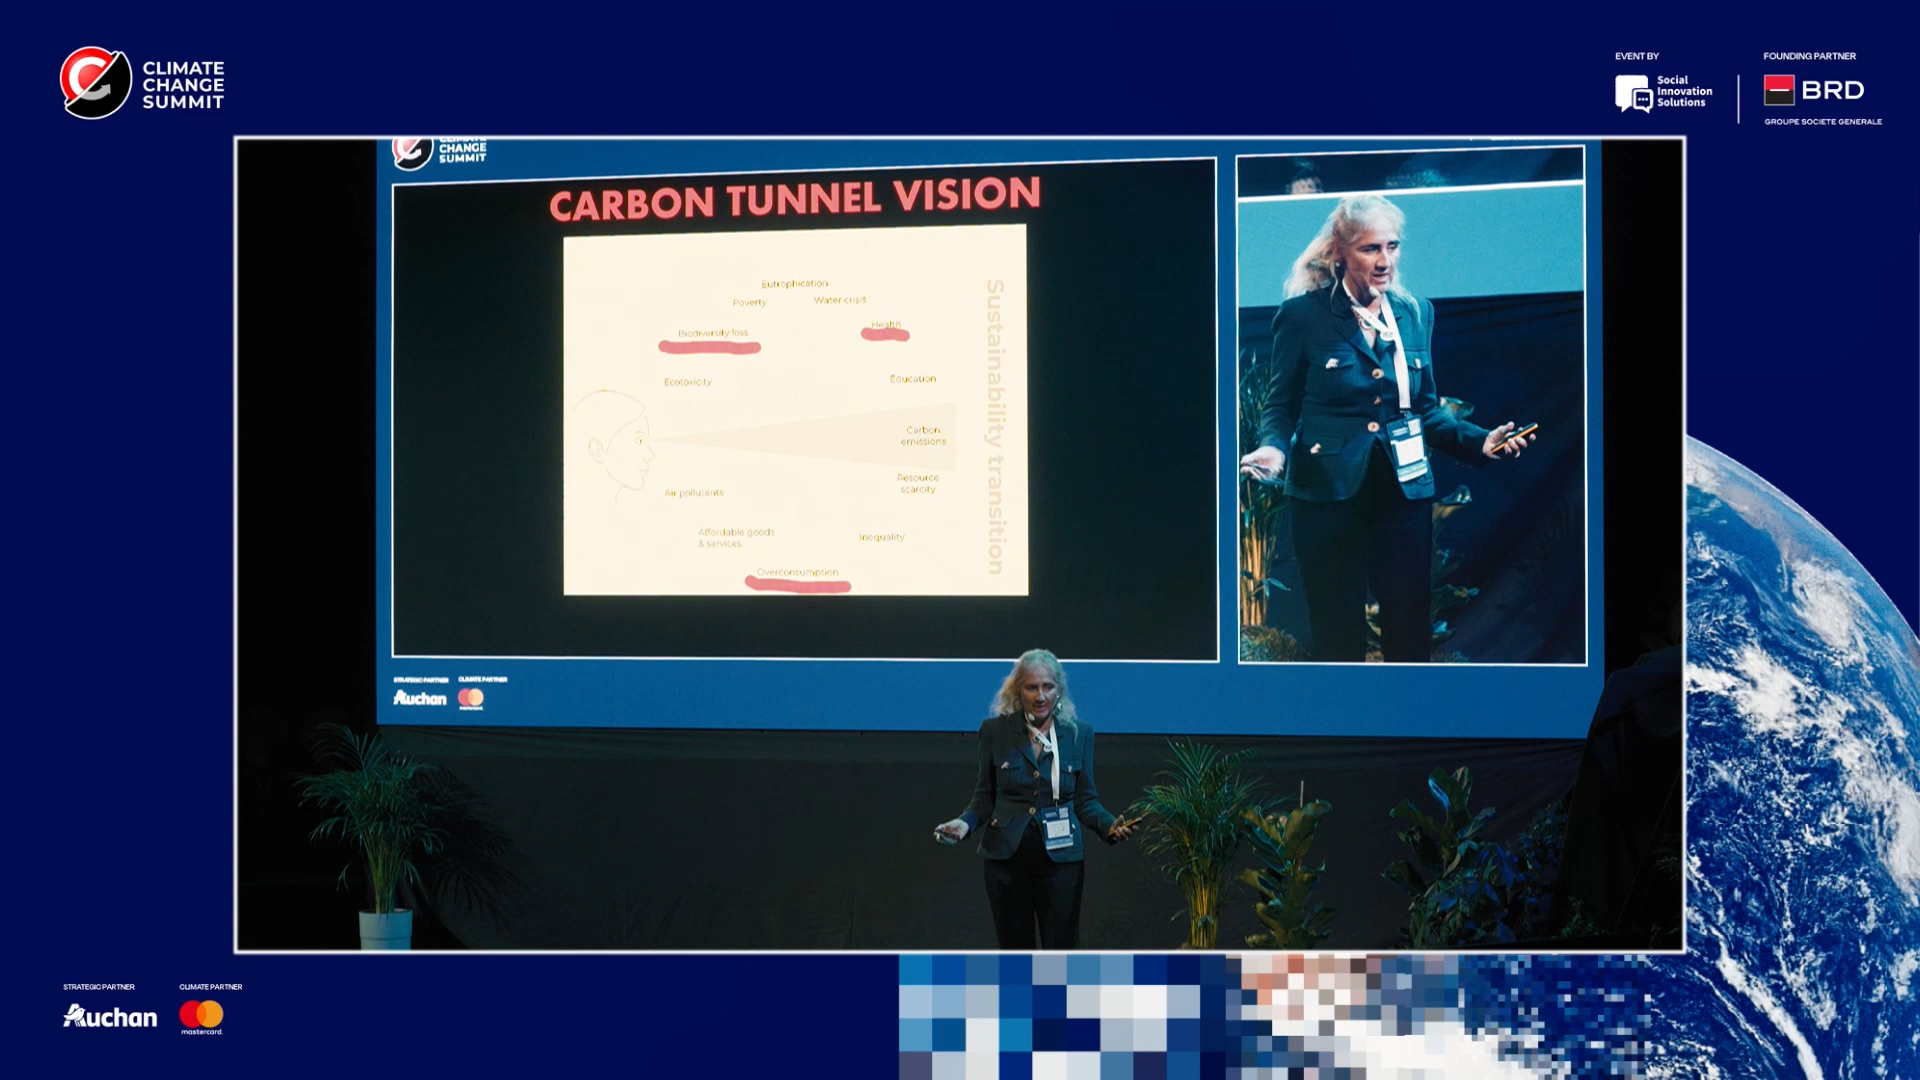 CLIMATE
CHANGE
SUMMIT
EVENT BY
Social
Innovation
Solutions
FOUNDING PARTNER
BRD
GROUPE SOCIETE GENERALE
CLIMATE
CHANGE
SUMMIT
CARBON TUNNEL VISION
Eutrophication
Poverty
Water crisis
Biodiversity loss
Health
Ecotoxicity
Education
Carbon
emissions
Resource
scarcity
Air pollutants
Affordable goods
& services
Inequality
Overconsumption
Sustainability transition
STRATEGIC PARTNER
CLIMATE PARTNER
Auchan
mastercard
STRATEGIC PARTNER
CLIMATE PARTNER
Auchan
mastercard.